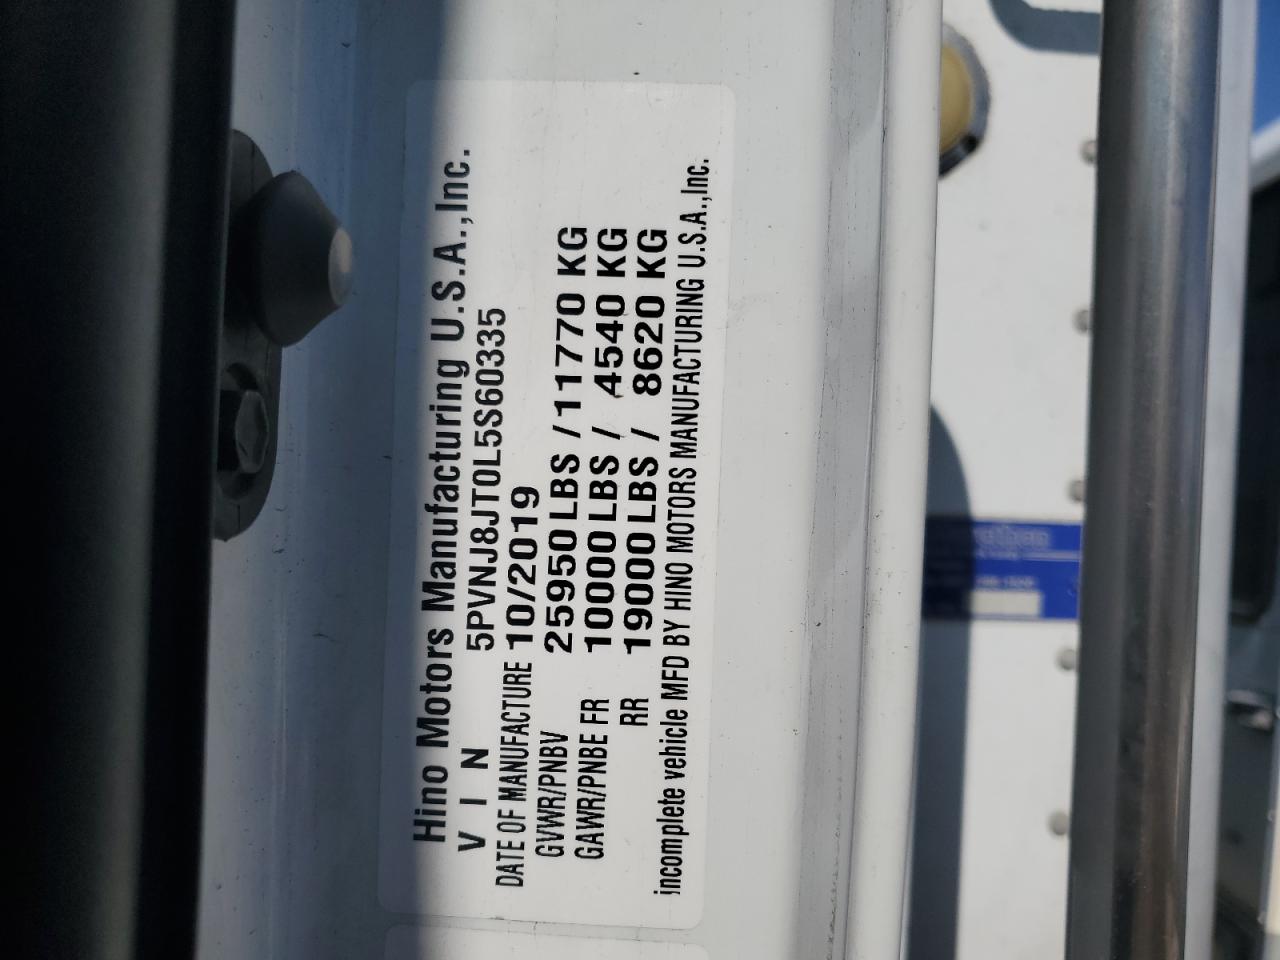 Hino Motors Manufacturing U.S.A.,Inc.
V I N 5PVNJ8JT0L5S60335
DATE OF MANUFACTURE 10/2019
GVWR/PNBV 25950 LBS / 11770 KG
GAWR/PNBE FR 10000 LBS / 4540 KG
RR 19000 LBS / 8620 KG
incomplete vehicle MFD BY HINO MOTORS MANUFACTURING U.S.A.,Inc.